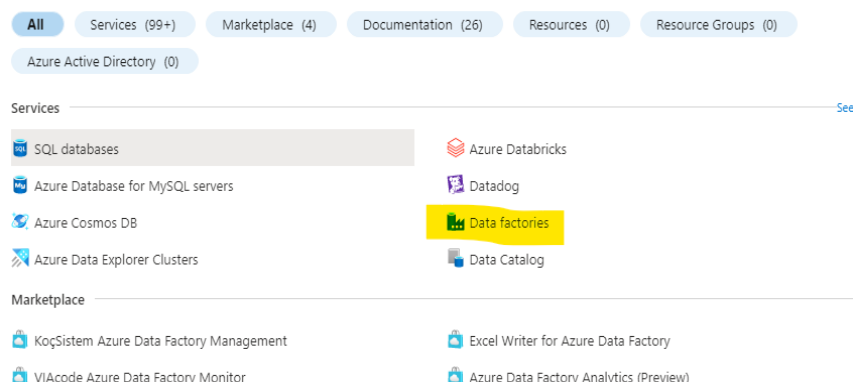 All Services (99+) Marketplace (4) Documentation (26) Resources (0) Resource Groups (0)
Azure Active Directory (0)
Services See
SQL databases Azure Databricks
Azure Database for MySQL servers Datadog
Azure Cosmos DB Data factories
Azure Data Explorer Clusters Data Catalog
Marketplace
KoçSistem Azure Data Factory Management Excel Writer for Azure Data Factory
VIAcode Azure Data Factory Monitor Azure Data Factory Analytics (Preview)